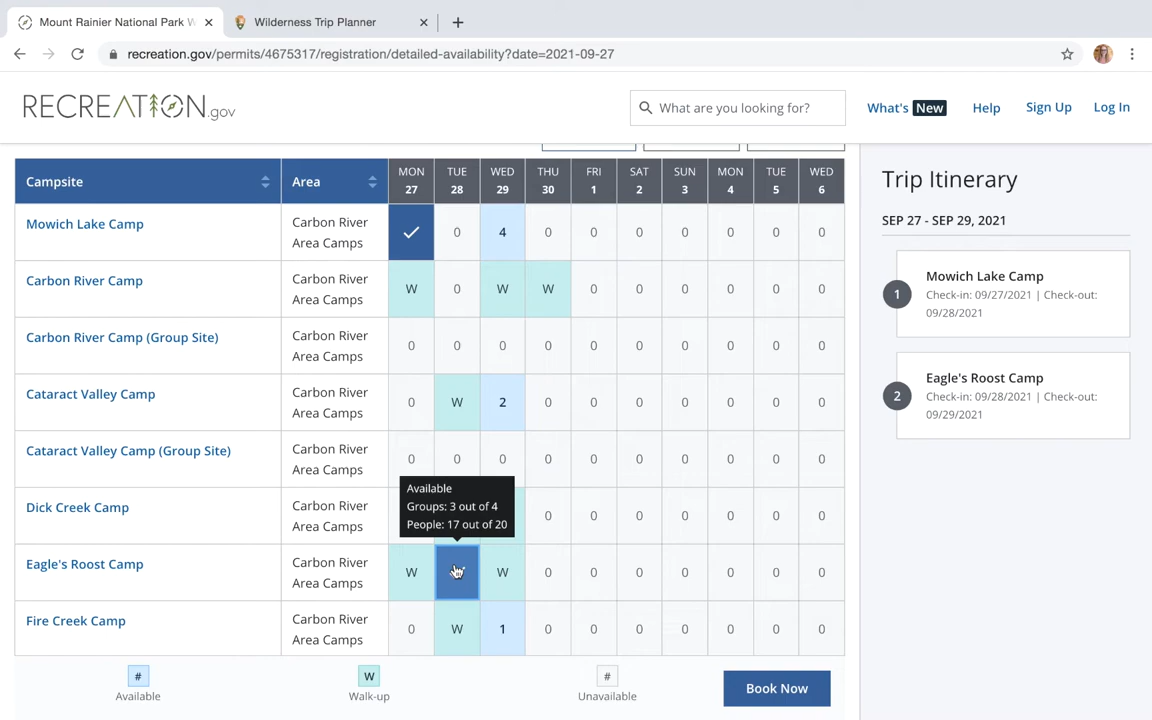 Mount Rainier National Park W
Wilderness Trip Planner
recreation.gov/permits/4675317/registration/detailed-availability?date=2021-09-27
RECREATION.gov
What are you looking for?
What's New
Help
Sign Up
Log In
Campsite Area MON 27 TUE 28 WED 29 THU 30 FRI 1 SAT 2 SUN 3 MON 4 TUE 5 WED 6
Mowich Lake Camp Carbon River Area Camps 0 4 0 0 0 0 0 0 0
Carbon River Camp Carbon River Area Camps W 0 W W 0 0 0 0 0 0
Carbon River Camp (Group Site) Carbon River Area Camps 0 0 0 0 0 0 0 0 0 0
Cataract Valley Camp Carbon River Area Camps 0 W 2 0 0 0 0 0 0 0
Cataract Valley Camp (Group Site) Carbon River Area Camps 0 0 0 0 0 0 0 0 0 0
Available
Groups: 3 out of 4
People: 17 out of 20
Dick Creek Camp Carbon River Area Camps 0 0 0 0 0 0 0
Eagle's Roost Camp Carbon River Area Camps W W 0 0 0 0 0 0 0
Fire Creek Camp Carbon River Area Camps 0 W 1 0 0 0 0 0 0 0
# Available
W Walk-up
# Unavailable
Book Now
Trip Itinerary
SEP 27 - SEP 29, 2021
1
Mowich Lake Camp
Check-in: 09/27/2021 | Check-out:
09/28/2021
2
Eagle's Roost Camp
Check-in: 09/28/2021 | Check-out:
09/29/2021